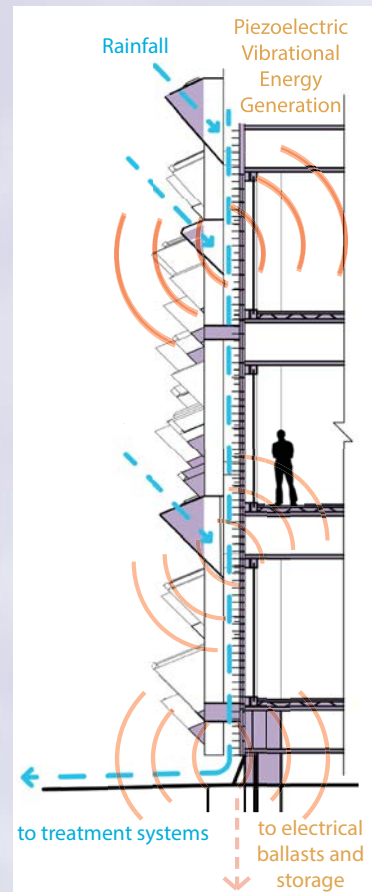 Rainfall
Piezoelectric
Vibrational
Energy
Generation
to treatment systems
to electrical
ballasts and
storage